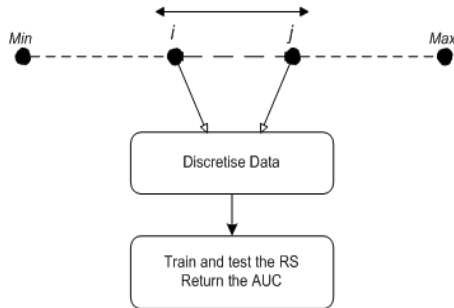 Min
i
j
Max
Discretise Data
Train and test the RS
Return the AUC